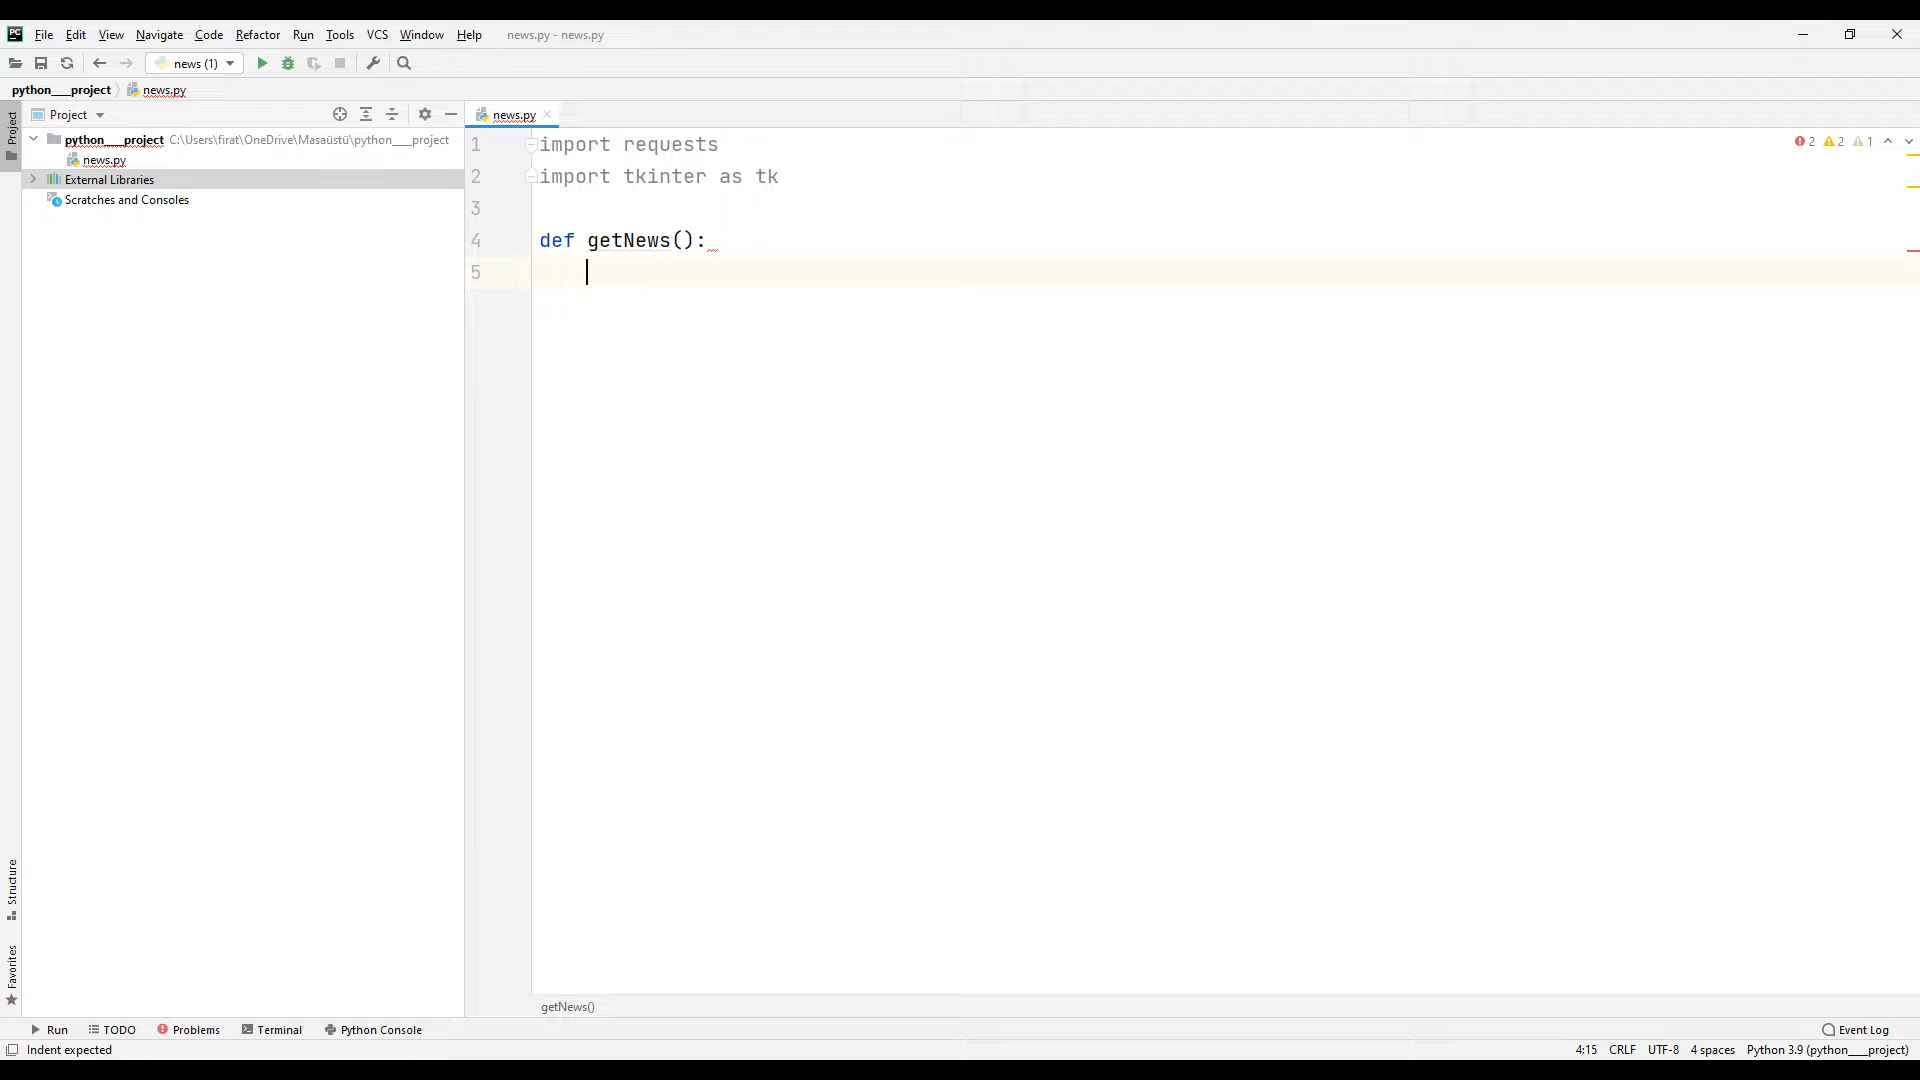 File Edit View Navigate Code Refactor Run Tools VCS Window Help news.py - news.py
news (1)
python___project news.py
Project
news.py
python___project C:\Users\firat\OneDrive\Masaüstü\python___project
news.py
External Libraries
Scratches and Consoles
Project
Structure
Favorites
1 import requests
2 import tkinter as tk
3
4 def getNews():
5
2 2 1
getNews()
Run TODO Problems Terminal Python Console Event Log
Indent expected 4:15 CRLF UTF-8 4 spaces Python 3.9 (python___project)